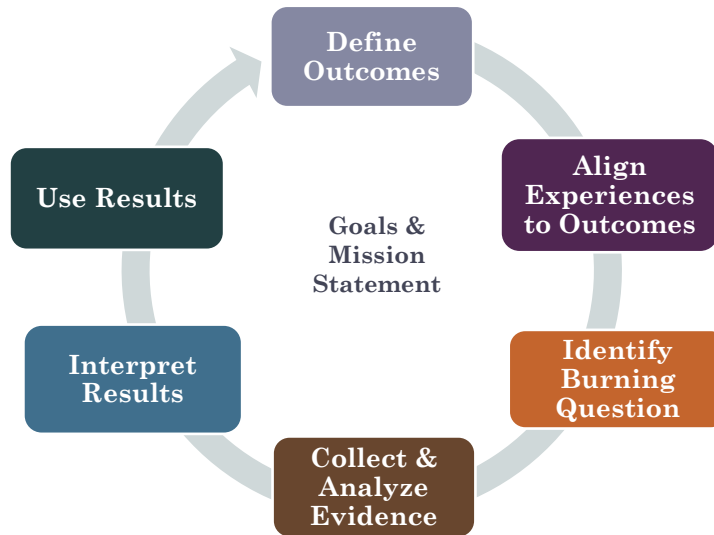 Define
Outcomes
Align
Experiences
to Outcomes
Identify
Burning
Question
Collect &
Analyze
Evidence
Interpret
Results
Use Results
Goals &
Mission
Statement